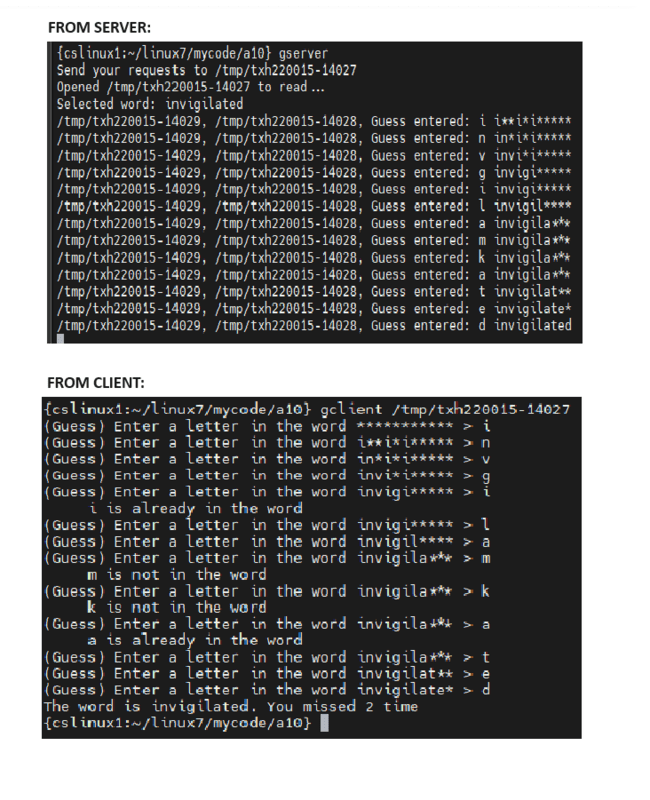 FROM SERVER:
{cslinux1:~/linux7/mycode/a10} gserver
Send your requests to /tmp/txh220015-14027
Opened /tmp/txh220015-14027 to read...
Selected word: invigilated
/tmp/txh220015-14029, /tmp/txh220015-14028, Guess entered: i i**i*i*****
/tmp/txh220015-14029, /tmp/txh220015-14028, Guess entered: n in*i*i*****
/tmp/txh220015-14029, /tmp/txh220015-14028, Guess entered: v invi*i*****
/tmp/txh220015-14029, /tmp/txh220015-14028, Guess entered: g invigi*****
/tmp/txh220015-14029, /tmp/txh220015-14028, Guess entered: i invigi*****
/tmp/txh220015-14029, /tmp/txh220015-14028, Guess entered: l invigil****
/tmp/txh220015-14029, /tmp/txh220015-14028, Guess entered: a invigila***
/tmp/txh220015-14029, /tmp/txh220015-14028, Guess entered: m invigila***
/tmp/txh220015-14029, /tmp/txh220015-14028, Guess entered: k invigila***
/tmp/txh220015-14029, /tmp/txh220015-14028, Guess entered: a invigila***
/tmp/txh220015-14029, /tmp/txh220015-14028, Guess entered: t invigilat**
/tmp/txh220015-14029, /tmp/txh220015-14028, Guess entered: e invigilate*
/tmp/txh220015-14029, /tmp/txh220015-14028, Guess entered: d invigilated
FROM CLIENT:
{cslinux1:~/linux7/mycode/a10} gclient /tmp/txh220015-14027
(Guess) Enter a letter in the word *********** > i
(Guess) Enter a letter in the word i**i*i***** > n
(Guess) Enter a letter in the word in*i*i***** > v
(Guess) Enter a letter in the word invi*i***** > g
(Guess) Enter a letter in the word invigi***** > i
i is already in the word
(Guess) Enter a letter in the word invigi***** > l
(Guess) Enter a letter in the word invigil**** > a
(Guess) Enter a letter in the word invigila*** > m
m is not in the word
(Guess) Enter a letter in the word invigila*** > k
k is not in the word
(Guess) Enter a letter in the word invigila*** > a
a is already in the word
(Guess) Enter a letter in the word invigila*** > t
(Guess) Enter a letter in the word invigilat** > e
(Guess) Enter a letter in the word invigilate* > d
The word is invigilated. You missed 2 time
{cslinux1:~/linux7/mycode/a10}